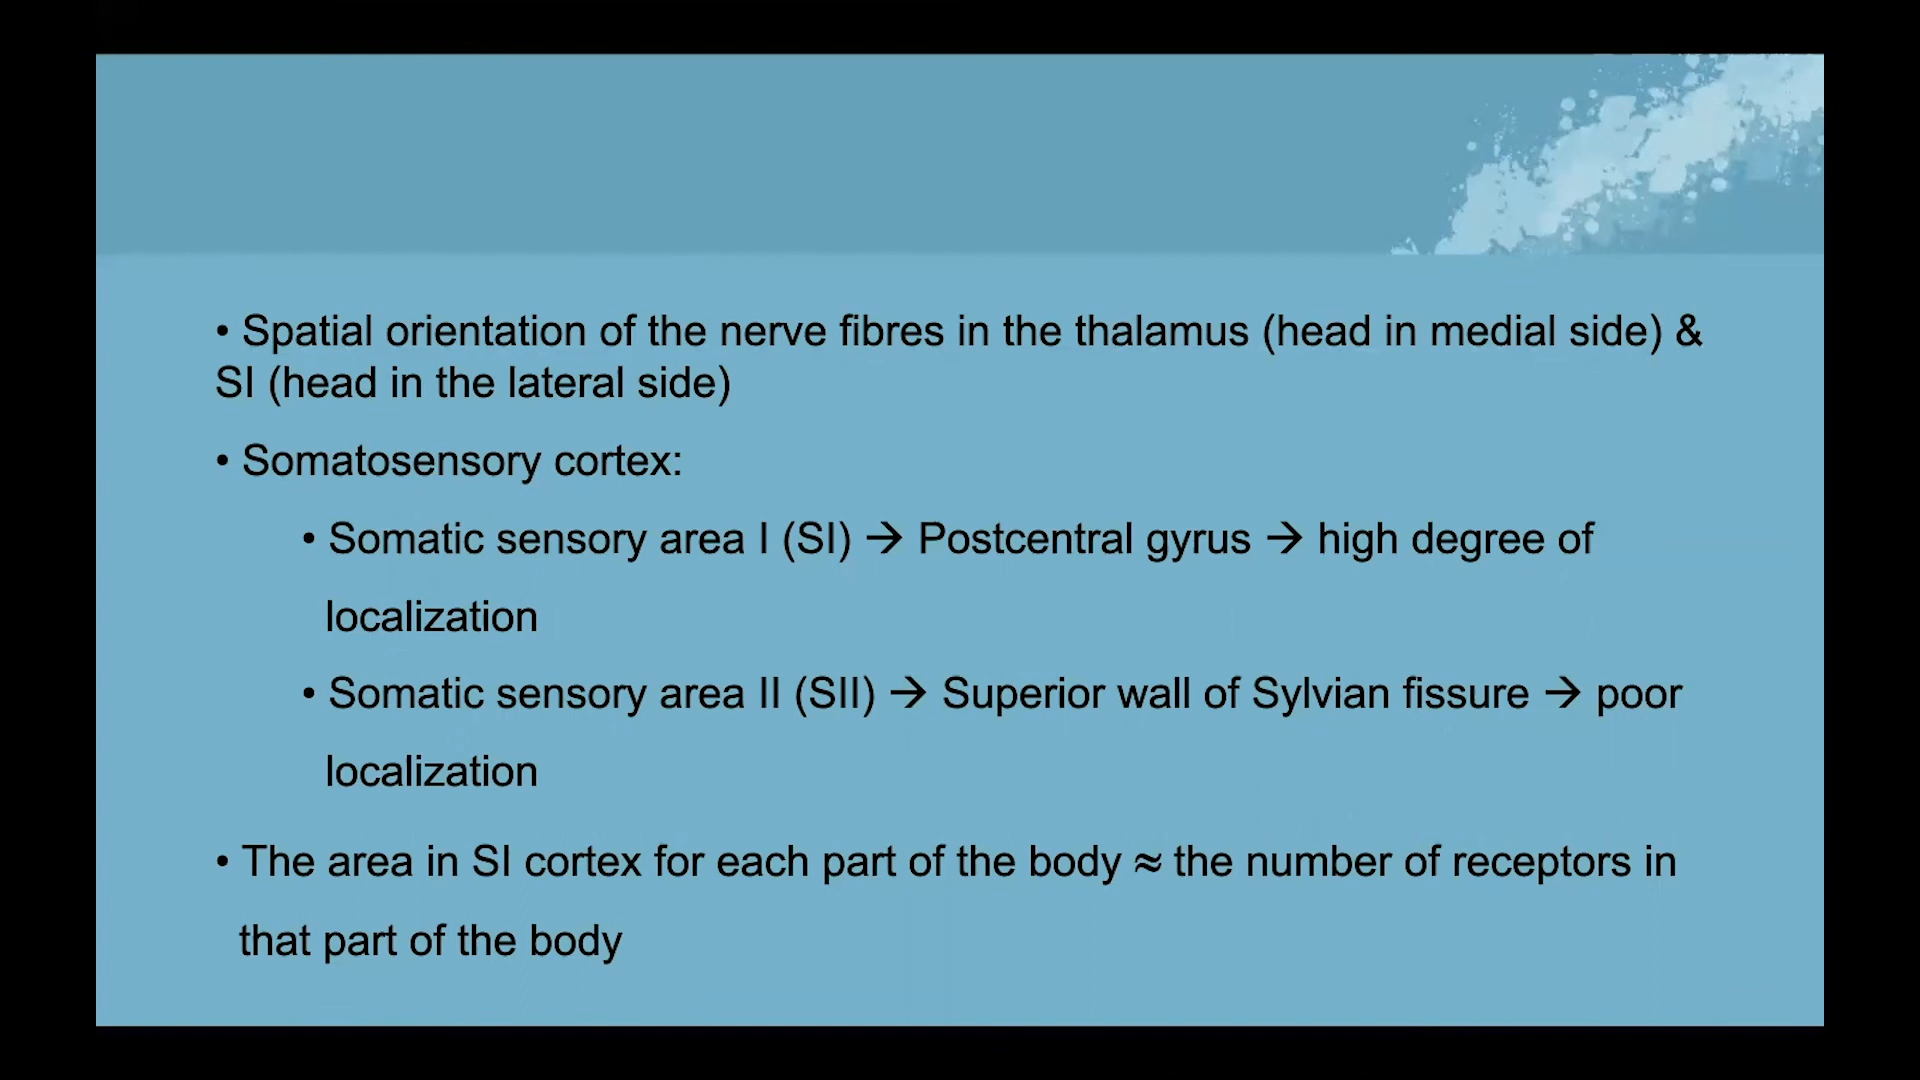 • Spatial orientation of the nerve fibres in the thalamus (head in medial side) &
SI (head in the lateral side)
• Somatosensory cortex:
• Somatic sensory area I (SI) → Postcentral gyrus → high degree of
localization
• Somatic sensory area II (SII) → Superior wall of Sylvian fissure → poor
localization
• The area in SI cortex for each part of the body ≈ the number of receptors in
that part of the body